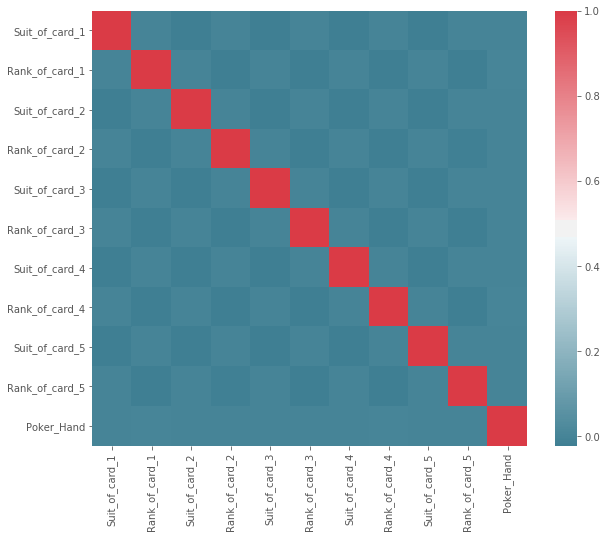 Suit_of_card_1
Rank_of_card_1
Suit_of_card_2
Rank_of_card_2
Suit_of_card_3
Rank_of_card_3
Suit_of_card_4
Rank_of_card_4
Suit_of_card_5
Rank_of_card_5
Poker_Hand
Suit_of_card_1
Rank_of_card_1
Suit_of_card_2
Rank_of_card_2
Suit_of_card_3
Rank_of_card_3
Suit_of_card_4
Rank_of_card_4
Suit_of_card_5
Rank_of_card_5
Poker_Hand
1.0
0.8
0.6
0.4
0.2
0.0